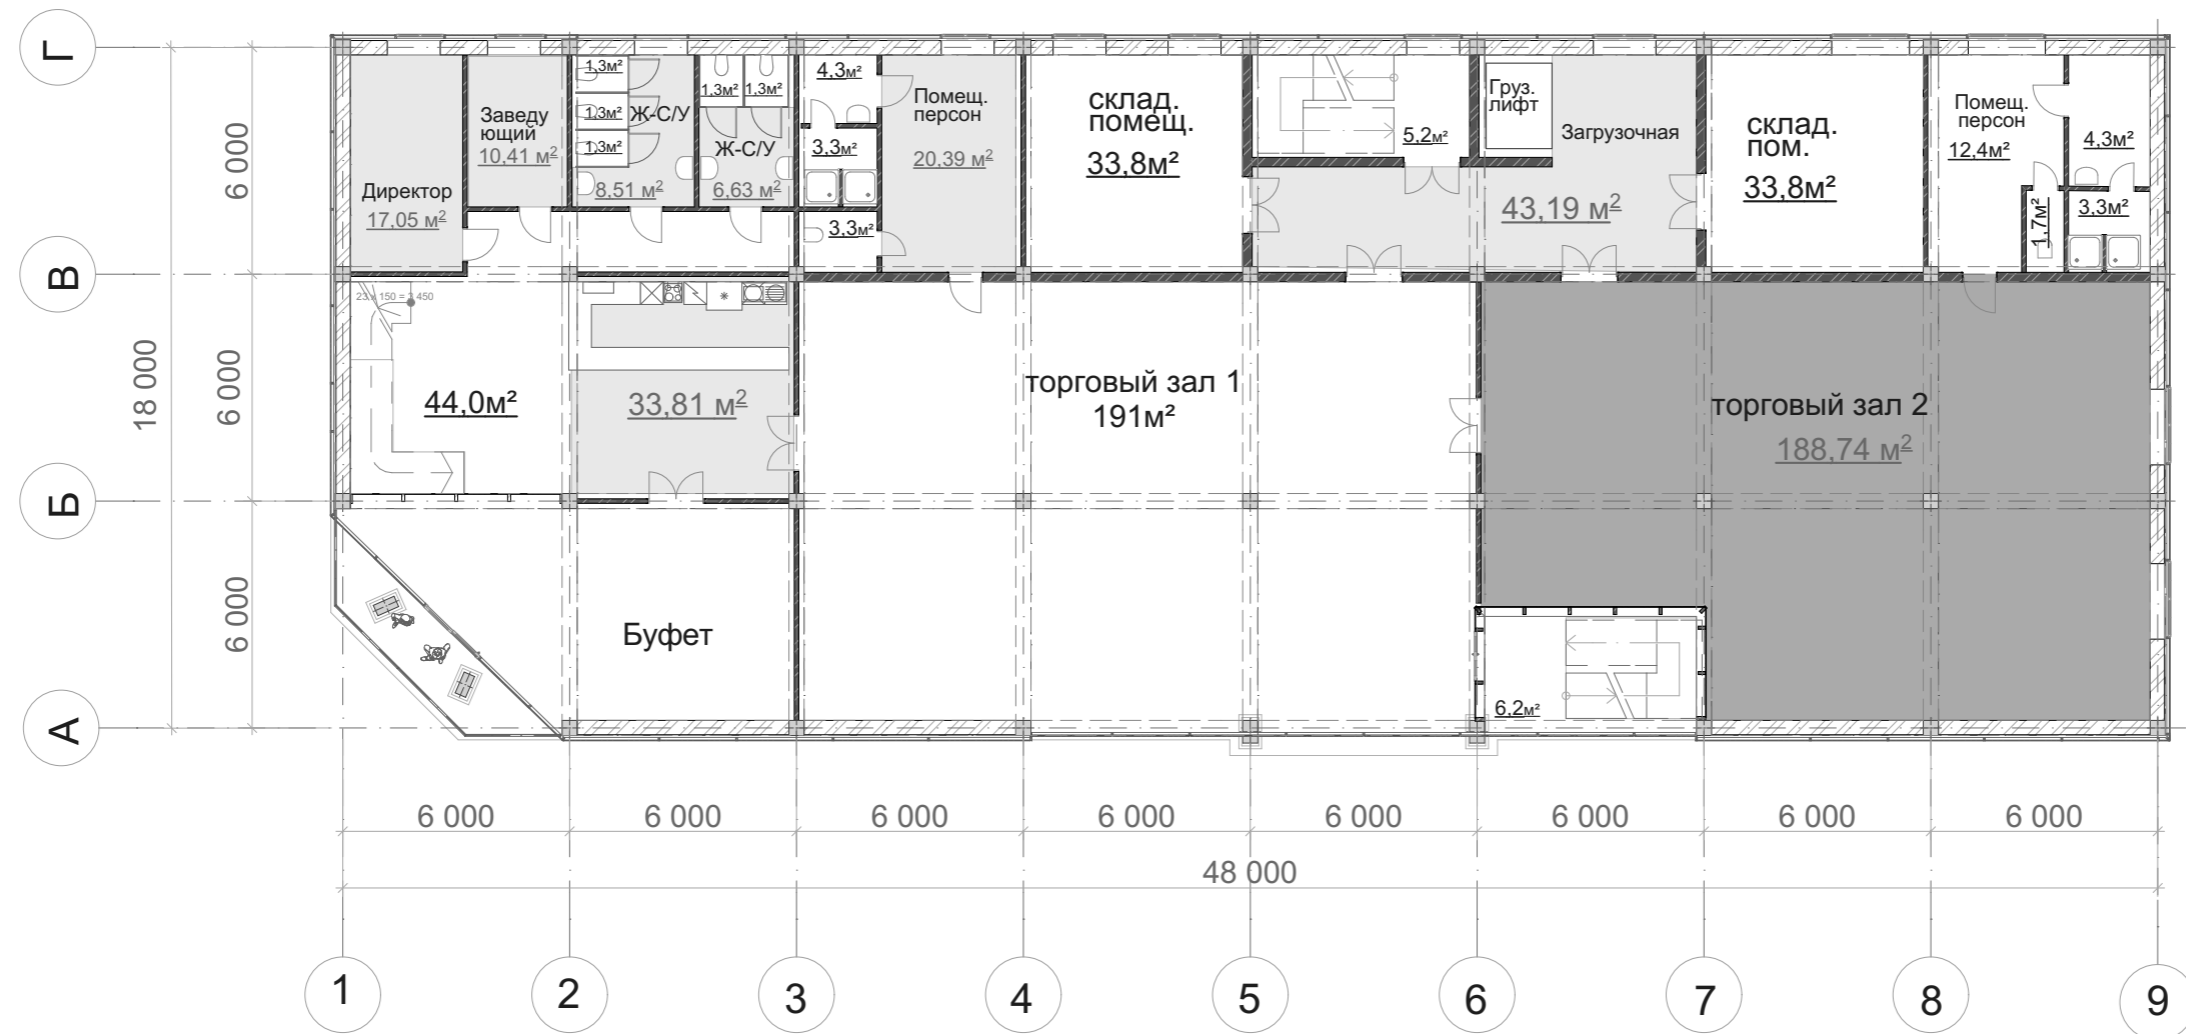 Г
В
Б
А
18 000
6 000
6 000
6 000
Директор
17,05 м²
Заведу
ющий
10,41 м²
1,3м²
1,3м²
1,3м²
Ж-С/У
8,51 м²
1,3м²
1,3м²
Ж-С/У
6,63 м²
4,3м²
3,3м²
3,3м²
Помещ.
персон
20,39 м²
склад.
помещ.
33,8м²
5,2м²
Груз.
лифт
Загрузочная
43,19 м²
склад.
пом.
33,8м²
Помещ.
персон
12,4м²
4,3м²
1,7м²
3,3м²
44,0м²
33,81 м²
торговый зал 1
191м²
торговый зал 2
188,74 м²
Буфет
6,2м²
6 000
6 000
6 000
6 000
6 000
6 000
6 000
6 000
48 000
1
2
3
4
5
6
7
8
9